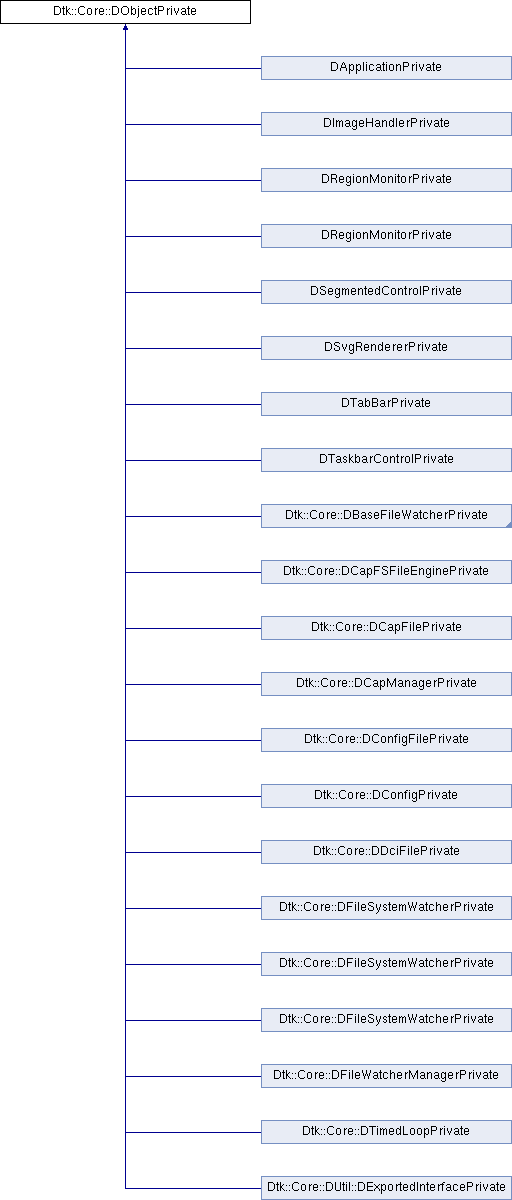 Dtk::Core::DObjectPrivate
DApplicationPrivate
DImageHandlerPrivate
DRegionMonitorPrivate
DRegionMonitorPrivate
DSegmentedControlPrivate
DSvgRendererPrivate
DTabBarPrivate
DTaskbarControlPrivate
Dtk::Core::DBaseFileWatcherPrivate
Dtk::Core::DCapFSFileEnginePrivate
Dtk::Core::DCapFilePrivate
Dtk::Core::DCapManagerPrivate
Dtk::Core::DConfigFilePrivate
Dtk::Core::DConfigPrivate
Dtk::Core::DDciFilePrivate
Dtk::Core::DFileSystemWatcherPrivate
Dtk::Core::DFileSystemWatcherPrivate
Dtk::Core::DFileSystemWatcherPrivate
Dtk::Core::DFileWatcherManagerPrivate
Dtk::Core::DTimedLoopPrivate
Dtk::Core::DUtil::DExportedInterfacePrivate